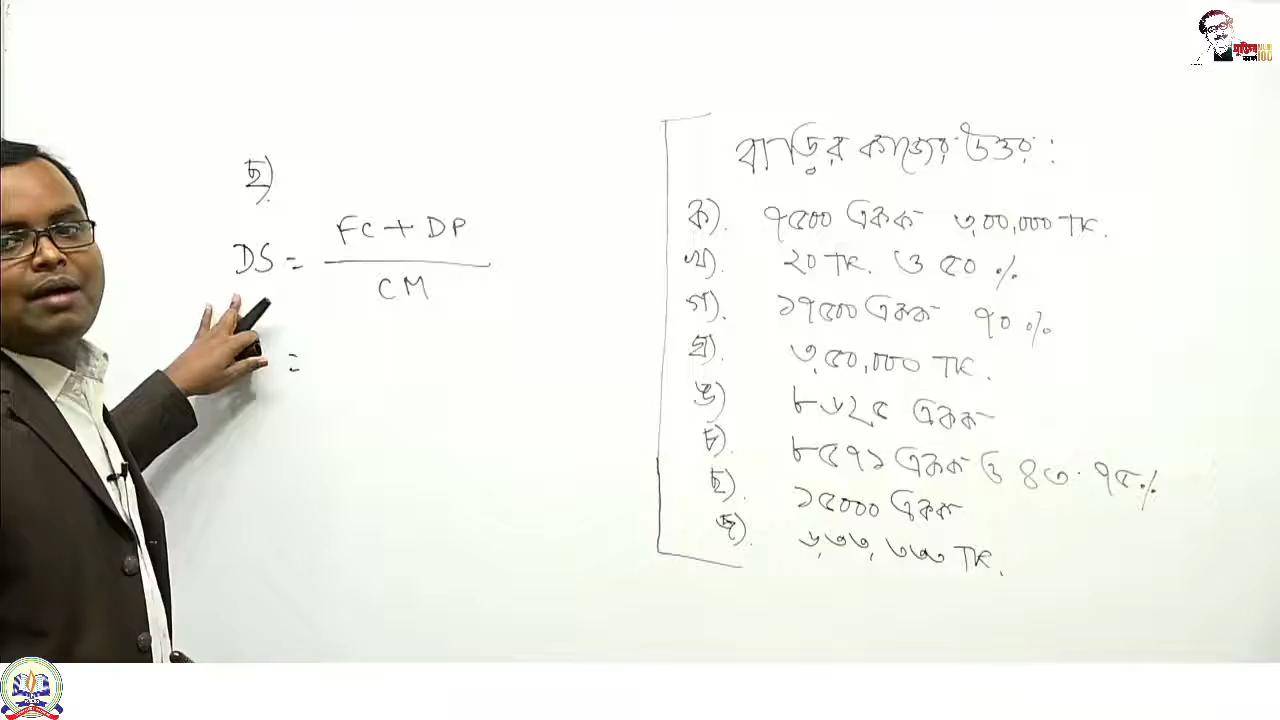 ছ)
DS = FC + DP
CM
=
বাড়ির কাজের উত্তর :
ক). ৭৫০০ একক ৩,০০,০০০ TK.
খ). ২০ TK. ও ৫০ %
গ). ১৭৫০০ একক ৭০ %
ঘ). ৩,৫০,০০০ TK.
ঙ) ৮৬২৫ একক
চ). ৮৫৭১ একক ও ৪৩.৭৫%
ছ). ১৫০০০ একক
জ). ৬,৩৩,৩৩৩ TK.
মুজিব
100